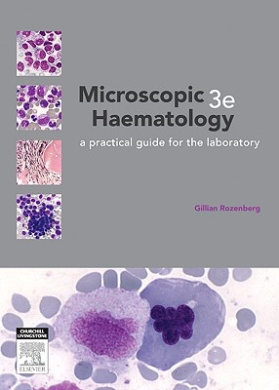 Microscopic 3e
Haematology
a practical guide for the laboratory
Gillian Rozenberg
CHURCHILL
LIVINGSTONE
ELSEVIER